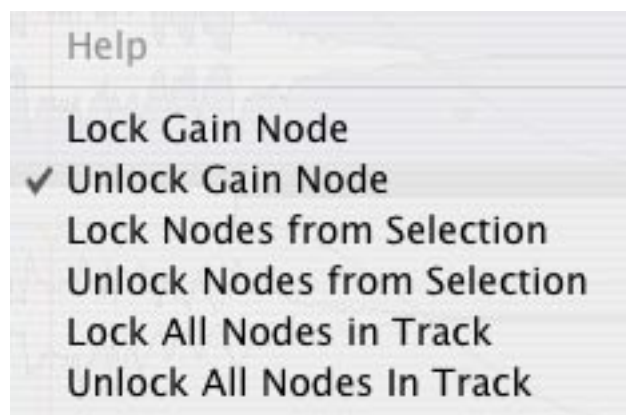 Help
Lock Gain Node
✓ Unlock Gain Node
Lock Nodes from Selection
Unlock Nodes from Selection
Lock All Nodes in Track
Unlock All Nodes In Track